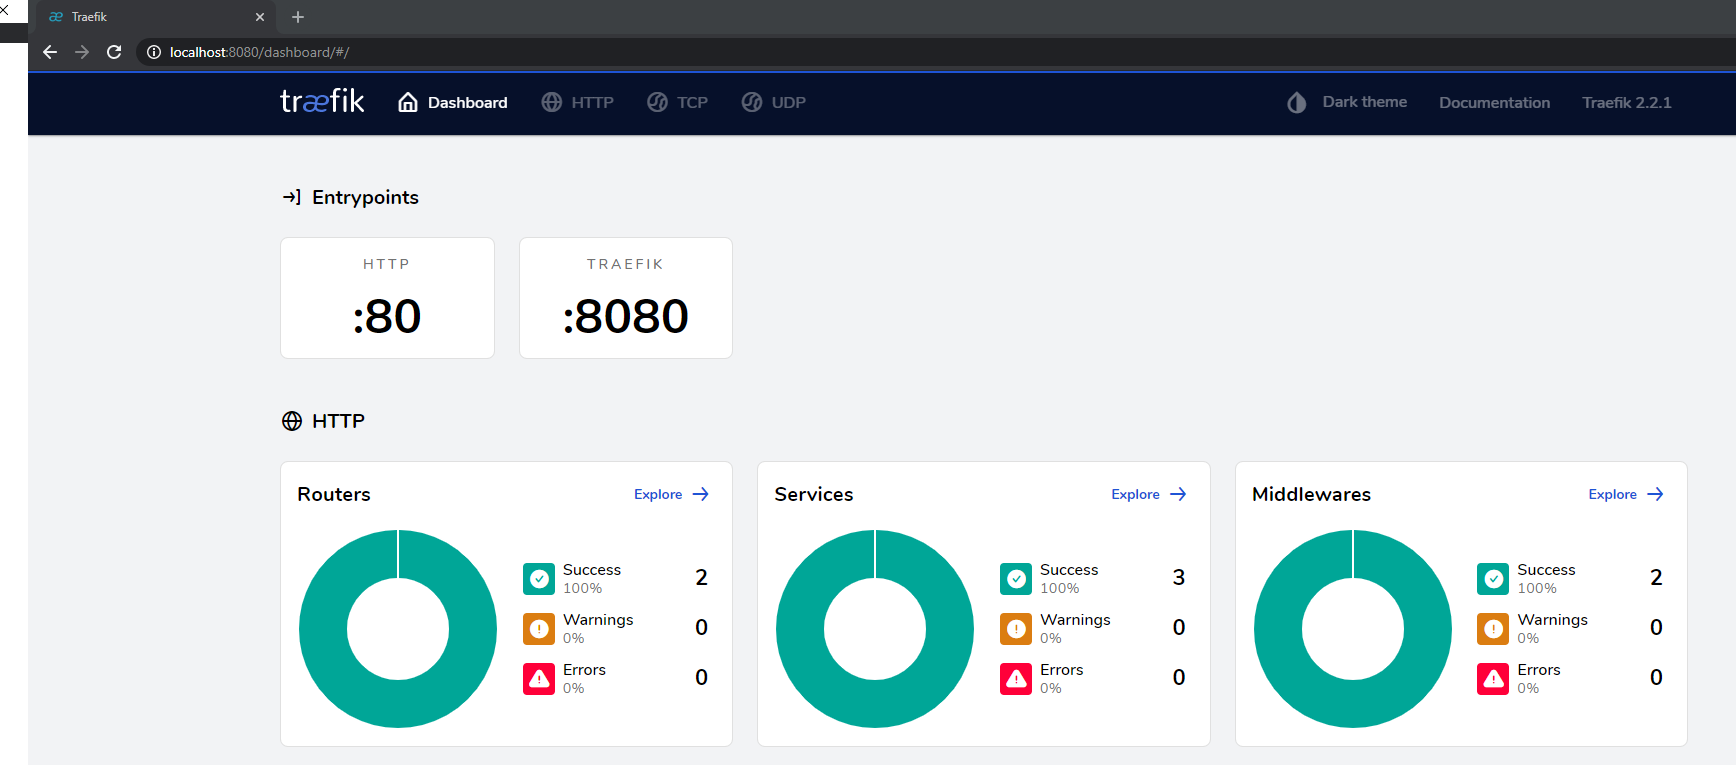 Traefik
localhost:8080/dashboard/#/
træfik Dashboard HTTP TCP UDP Dark theme Documentation Traefik 2.2.1
Entrypoints
HTTP
:80
TRAEFIK
:8080
HTTP
Routers Explore
Success 2
100%
Warnings 0
0%
Errors 0
0%
Services Explore
Success 3
100%
Warnings 0
0%
Errors 0
0%
Middlewares Explore
Success 2
100%
Warnings 0
0%
Errors 0
0%